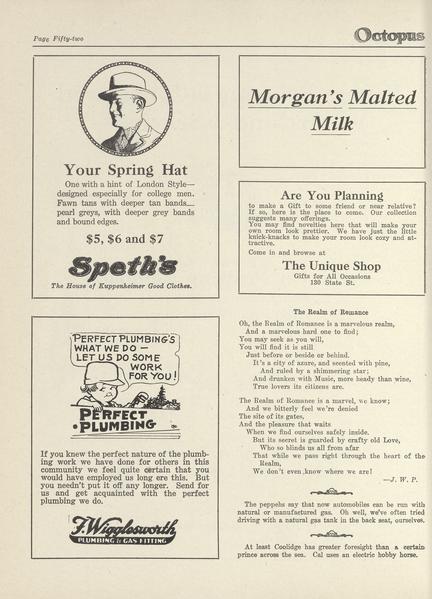 Page Fifty-two
Octopus
Your Spring Hat
One with a hint of London Style—
designed especially for college men.
Fawn tans with deeper tan bands—
pearl greys, with deeper grey bands
and bound edges.
$5, $6 and $7
Speth's
The House of Kuppenheimer Good Clothes.
PERFECT PLUMBING'S
WHAT WE DO —
LET US DO SOME
WORK
FOR YOU!
PERFECT
PLUMBING
If you knew the perfect nature of the plumb-
ing work we have done for others in this
community we feel quite certain that you
would have employed us long ere this. But
you needn't put it off any longer. Send for
us and get acquainted with the perfect
plumbing we do.
F. Wigglesworth
PLUMBING & GAS FITTING
Morgan's Malted
Milk
Are You Planning
to make a Gift to some friend or near relative?
If so, here is the place to come. Our collection
suggests many offerings.
You may find novelties here that will make your
own room look prettier. We have just the little
knick-knacks to make your room look cozy and at-
tractive.
Come in and browse at
The Unique Shop
Gifts for All Occasions
130 State St.
The Realm of Romance
Oh, the Realm of Romance is a marvelous realm,
And a marvelous hard one to find;
You may seek as you will,
You will find it is still
Just before or beside or behind.
It's a city of azure, and scented with pine,
And ruled by a shimmering star;
And drunken with Music, more heady than wine,
True lovers its citizens are.
The Realm of Romance is a marvel, we know;
And we bitterly feel we're denied
The site of its gates,
And the pleasure that waits
When we find ourselves safely inside.
But its secret is guarded by crafty old Love,
Who so blinds us all from afar
That while we pass right through the heart of the
Realm,
We don't even know where we are!
—J. W. P.
The peppels say that now automobiles can be run with
natural or manufactured gas. Oh well, we've often tried
driving with a natural gas tank in the back seat, ourselves.
At least Coolidge has greater foresight than a certain
prince across the sea. Cal uses an electric hobby horse.